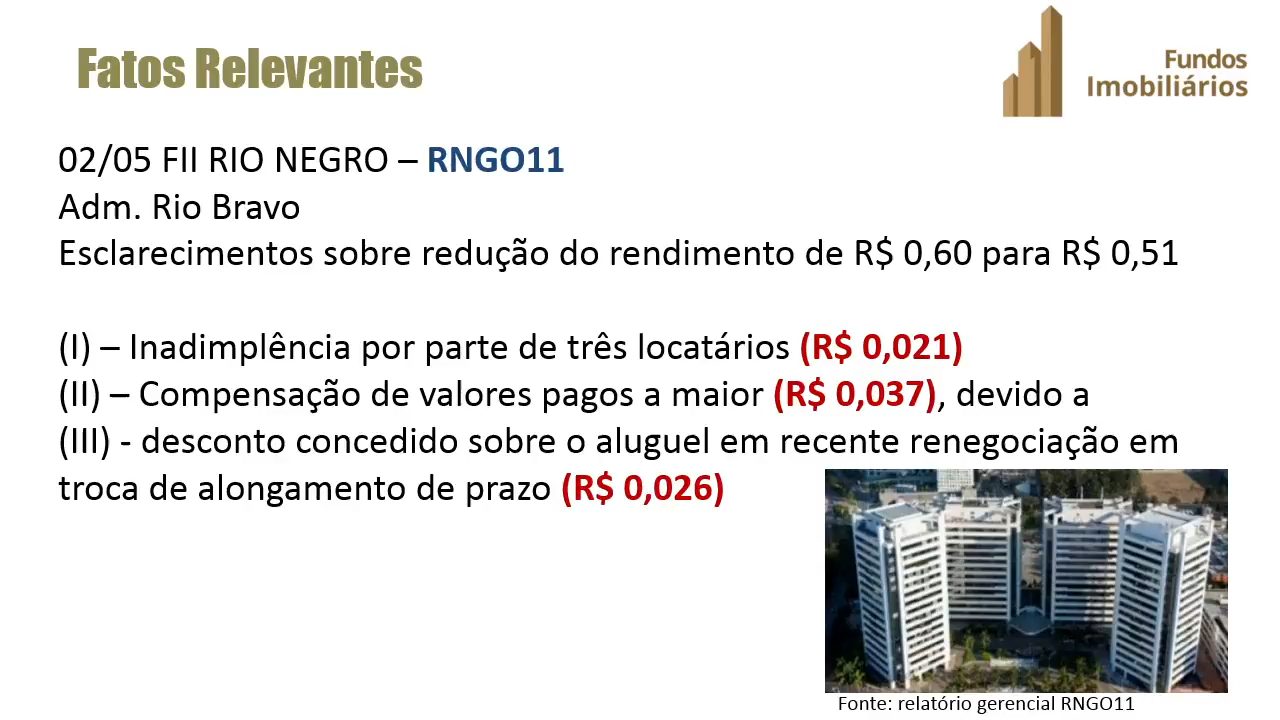 Fatos Relevantes
Fundos
Imobiliários
02/05 FII RIO NEGRO – RNGO11
Adm. Rio Bravo
Esclarecimentos sobre redução do rendimento de R$ 0,60 para R$ 0,51
(I) – Inadimplência por parte de três locatários (R$ 0,021)
(II) – Compensação de valores pagos a maior (R$ 0,037), devido a
(III) - desconto concedido sobre o aluguel em recente renegociação em
troca de alongamento de prazo (R$ 0,026)
Fonte: relatório gerencial RNGO11